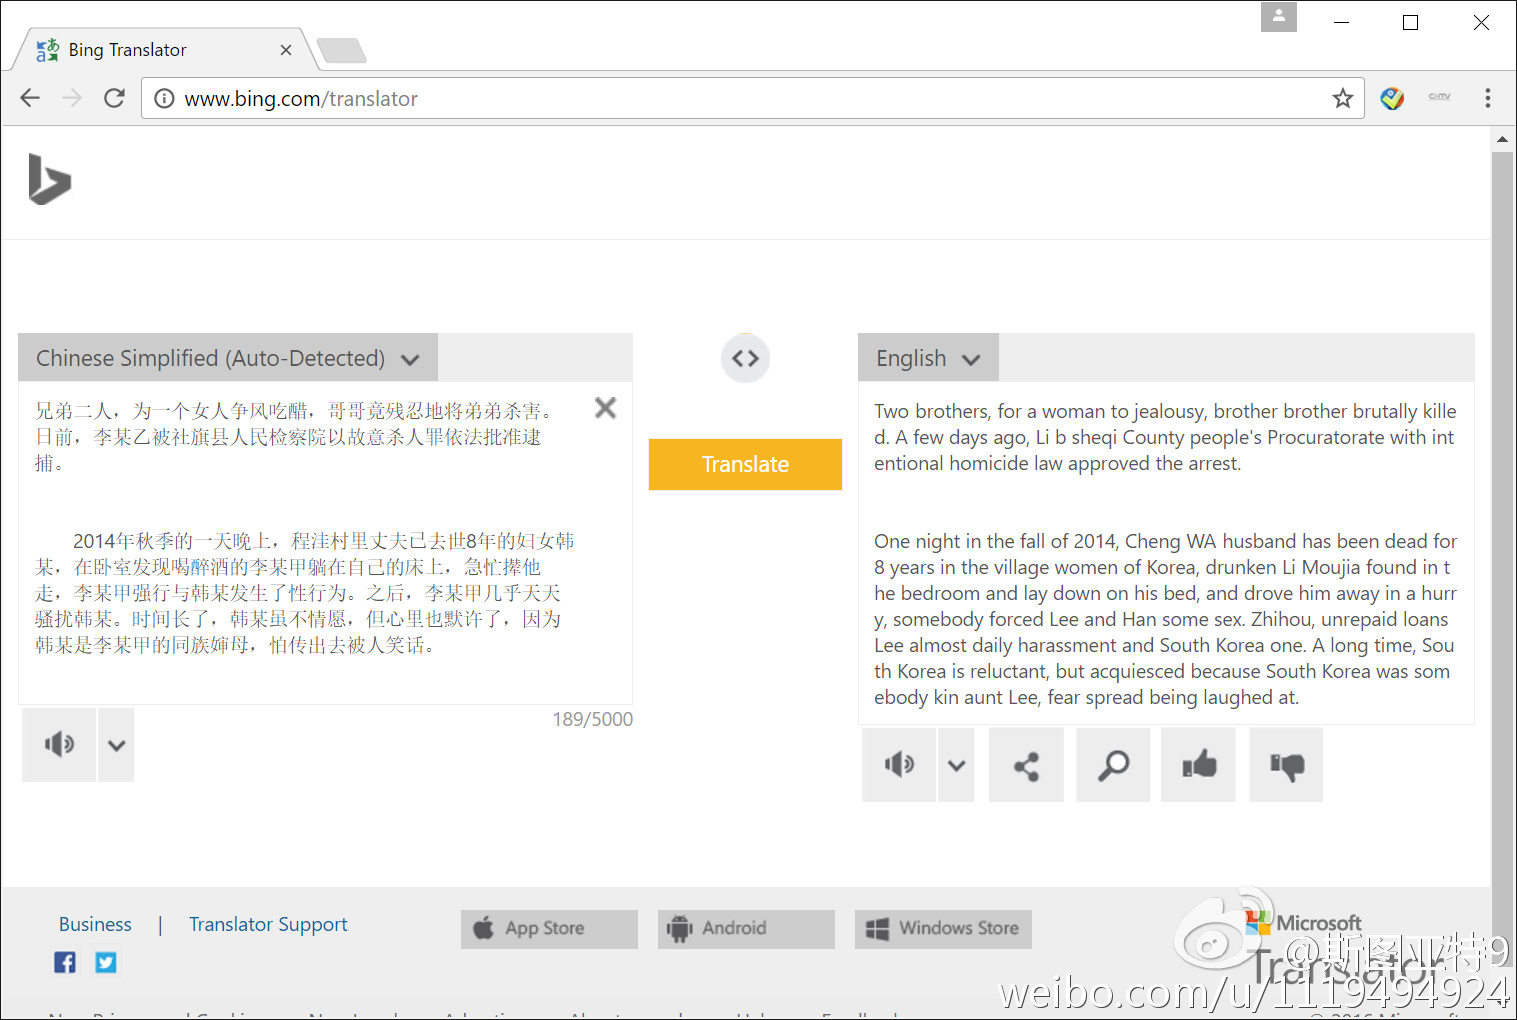 Bing Translator
www.bing.com/translator
CNTV
Chinese Simplified (Auto-Detected)
English
兄弟二人，为一个女人争风吃醋，哥哥竟残忍地将弟弟杀害。
日前，李某乙被社旗县人民检察院以故意杀人罪依法批准逮
捕。
2014年秋季的一天晚上，程洼村里丈夫已去世8年的妇女韩
某，在卧室发现喝醉酒的李某甲躺在自己的床上，急忙撵他
走，李某甲强行与韩某发生了性行为。之后，李某甲几乎天天
骚扰韩某。时间长了，韩某虽不情愿，但心里也默许了，因为
韩某是李某甲的同族婶母，怕传出去被人笑话。
189/5000
Translate
Two brothers, for a woman to jealousy, brother brother brutally kille
d. A few days ago, Li b sheqi County people's Procuratorate with int
entional homicide law approved the arrest.
One night in the fall of 2014, Cheng WA husband has been dead for
8 years in the village women of Korea, drunken Li Moujia found in t
he bedroom and lay down on his bed, and drove him away in a hurr
y, somebody forced Lee and Han some sex. Zhihou, unrepaid loans
Lee almost daily harassment and South Korea one. A long time, Sou
th Korea is reluctant, but acquiesced because South Korea was som
ebody kin aunt Lee, fear spread being laughed at.
Business | Translator Support
App Store
Android
Windows Store
Microsoft
Translator
@斯图亚特9
weibo.com/u/1119494924